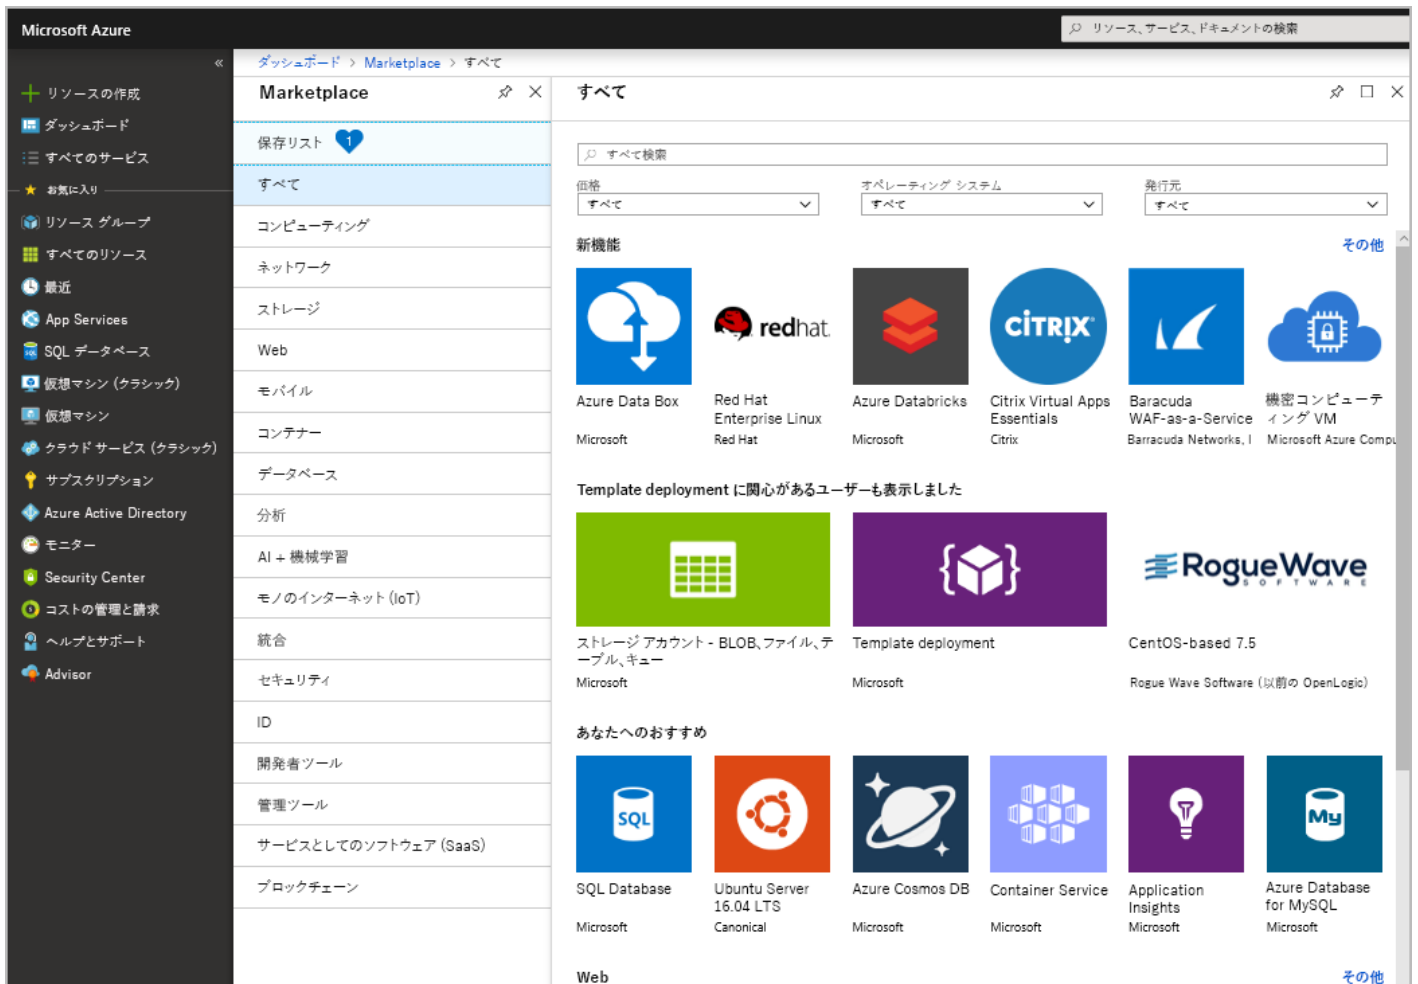 Microsoft Azure
リソース、サービス、ドキュメントの検索
«
ダッシュボード > Marketplace > すべて
リソースの作成
ダッシュボード
すべてのサービス
お気に入り
リソース グループ
すべてのリソース
最近
App Services
SQL データベース
仮想マシン (クラシック)
仮想マシン
クラウド サービス (クラシック)
サブスクリプション
Azure Active Directory
モニター
Security Center
コストの管理と請求
ヘルプとサポート
Advisor
Marketplace
保存リスト 1
すべて
コンピューティング
ネットワーク
ストレージ
Web
モバイル
コンテナー
データベース
分析
AI + 機械学習
モノのインターネット (IoT)
統合
セキュリティ
ID
開発者ツール
管理ツール
サービスとしてのソフトウェア (SaaS)
ブロックチェーン
すべて
すべて検索
価格
すべて
オペレーティング システム
すべて
発行元
すべて
新機能
その他
redhat.
CİTRIX
Azure Data Box
Microsoft
Red Hat
Enterprise Linux
Red Hat
Azure Databricks
Microsoft
Citrix Virtual Apps
Essentials
Citrix
Baracuda
WAF-as-a-Service
Barracuda Networks, I
機密コンピューテ
ィング VM
Microsoft Azure Compu
Template deployment に関心があるユーザーも表示しました
RogueWave
SOFTWARE
ストレージ アカウント - BLOB、ファイル、テ
ーブル、キュー
Microsoft
Template deployment
Microsoft
CentOS-based 7.5
Rogue Wave Software (以前の OpenLogic)
あなたへのおすすめ
SQL
My
SQL Database
Microsoft
Ubuntu Server
16.04 LTS
Canonical
Azure Cosmos DB
Microsoft
Container Service
Microsoft
Application
Insights
Microsoft
Azure Database
for MySQL
Microsoft
Web
その他